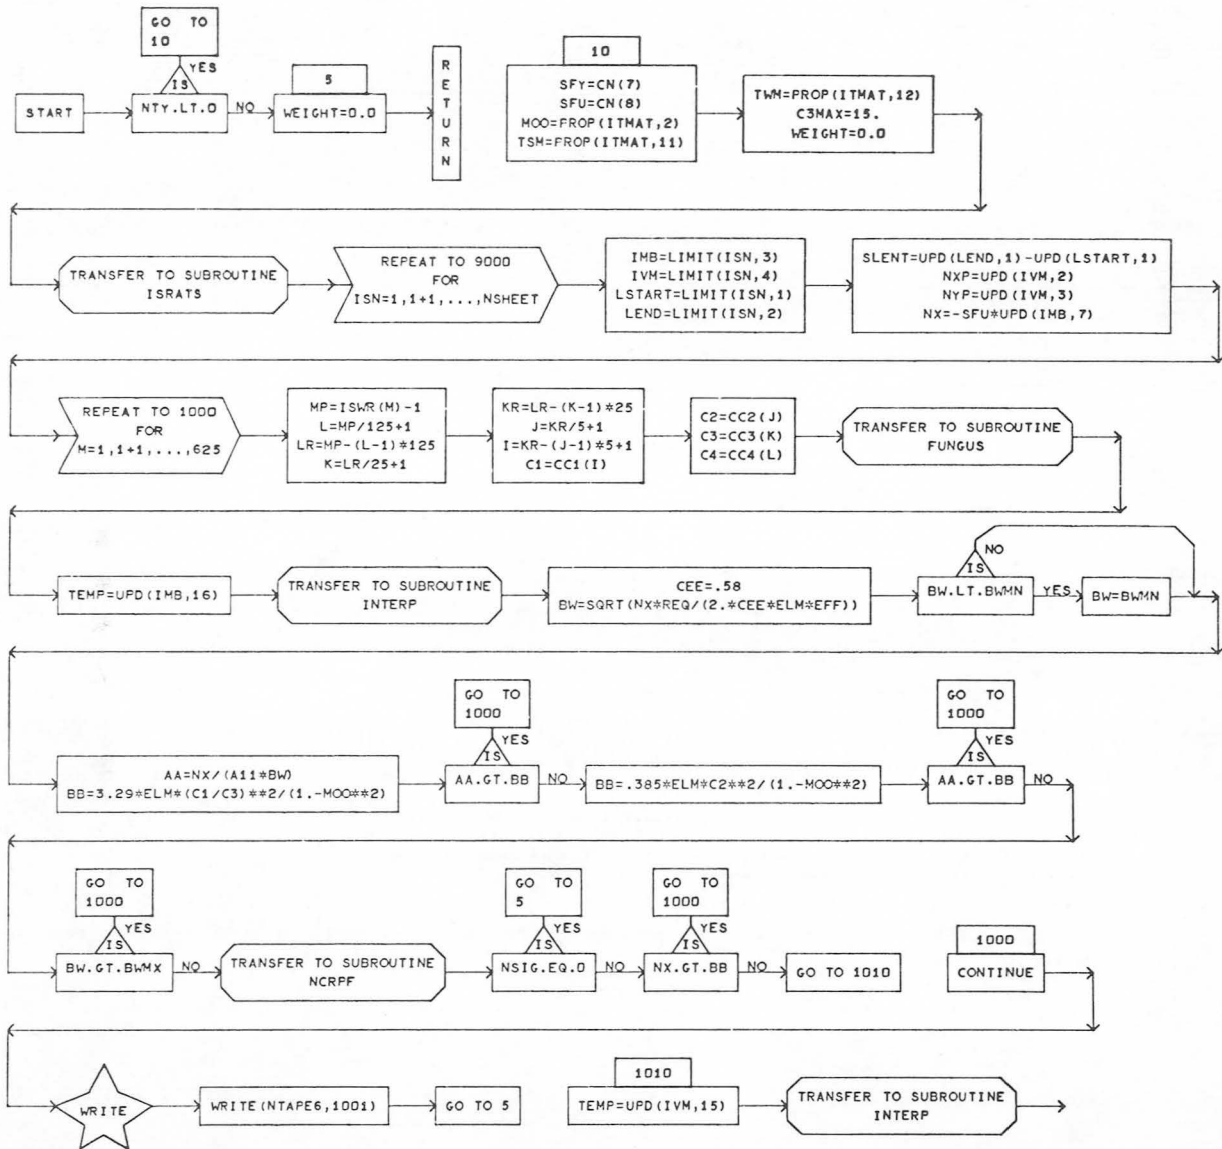 GO TO
10
YES
IS
START
NTY.LT.0
NO
5
WEIGHT=0.0
RETURN
10
SFY=CN(7)
SFU=CN(8)
MOO=PROP(ITMAT,2)
TSM=PROP(ITMAT,11)
TWM=PROP(ITMAT,12)
C3MAX=15.
WEIGHT=0.0
TRANSFER TO SUBROUTINE
ISRATS
REPEAT TO 9000
FOR
ISN=1,1+1,...,NSHEET
IMB=LIMIT(ISN,3)
IVM=LIMIT(ISN,4)
LSTART=LIMIT(ISN,1)
LEND=LIMIT(ISN,2)
SLENT=UPD(LEND,1)-UPD(LSTART,1)
NXP=UPD(IVM,2)
NYP=UPD(IVM,3)
NX=-SFU*UPD(IMB,7)
REPEAT TO 1000
FOR
M=1,1+1,...,625
MP=ISWR(M)-1
L=MP/125+1
LR=MP-(L-1)*125
K=LR/25+1
KR=LR-(K-1)*25
J=KR/5+1
I=KR-(J-1)*5+1
C1=CC1(I)
C2=CC2(J)
C3=CC3(K)
C4=CC4(L)
TRANSFER TO SUBROUTINE
FUNGUS
TEMP=UPD(IMB,16)
TRANSFER TO SUBROUTINE
INTERP
CEE=.58
BW=SQRT(NX*REQ/(2.*CEE*ELM*EFF))
NO
IS
BW.LT.BWMN
YES
BW=BWMN
AA=NX/(A11*BW)
BB=3.29*ELM*(C1/C3)**2/(1.-MOO**2)
GO TO
1000
YES
IS
AA.GT.BB
NO
BB=.385*ELM*C2**2/(1.-MOO**2)
GO TO
1000
YES
IS
AA.GT.BB
NO
GO TO
1000
YES
IS
BW.GT.BWMX
NO
TRANSFER TO SUBROUTINE
NCRPF
GO TO
5
YES
IS
NSIG.EQ.0
NO
GO TO
1000
YES
IS
NX.GT.BB
NO
GO TO 1010
1000
CONTINUE
WRITE
WRITE(NTAPE6,1001)
GO TO 5
1010
TEMP=UPD(IVM,15)
TRANSFER TO SUBROUTINE
INTERP